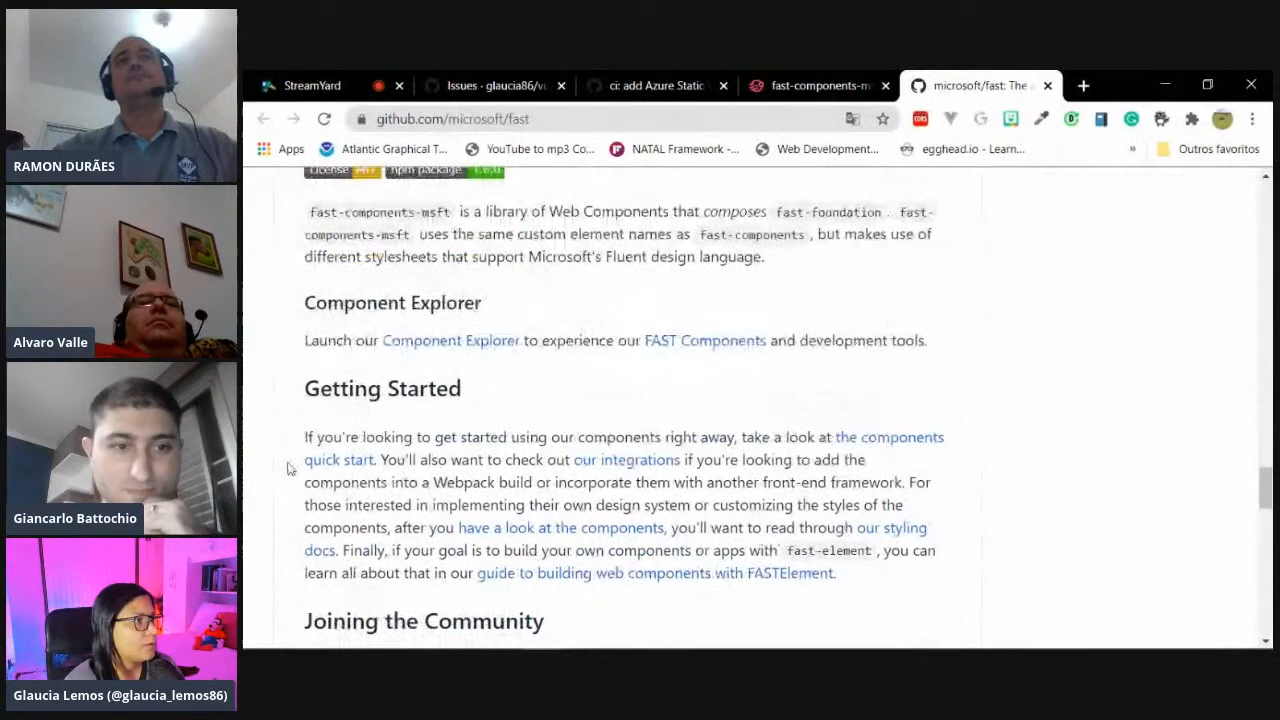 RAMON DURÃES
Alvaro Valle
Giancarlo Battochio
Glaucia Lemos (@glaucia_lemos86)
StreamYard
Issues · glaucia86/v
ci: add Azure Static
fast-components-m
microsoft/fast: The
github.com/microsoft/fast
CORS
Apps
Atlantic Graphical T...
YouTube to mp3 Co...
NATAL Framework -...
Web Development...
egghead.io - Learn...
»
Outros favoritos
License MIT npm package 1.6.0
fast-components-msft is a library of Web Components that composes fast-foundation. fast-
components-msft uses the same custom element names as fast-components, but makes use of
different stylesheets that support Microsoft's Fluent design language.
Component Explorer
Launch our Component Explorer to experience our FAST Components and development tools.
Getting Started
If you're looking to get started using our components right away, take a look at the components
quick start. You'll also want to check out our integrations if you're looking to add the
components into a Webpack build or incorporate them with another front-end framework. For
those interested in implementing their own design system or customizing the styles of the
components, after you have a look at the components, you'll want to read through our styling
docs. Finally, if your goal is to build your own components or apps with fast-element, you can
learn all about that in our guide to building web components with FASTElement.
Joining the Community